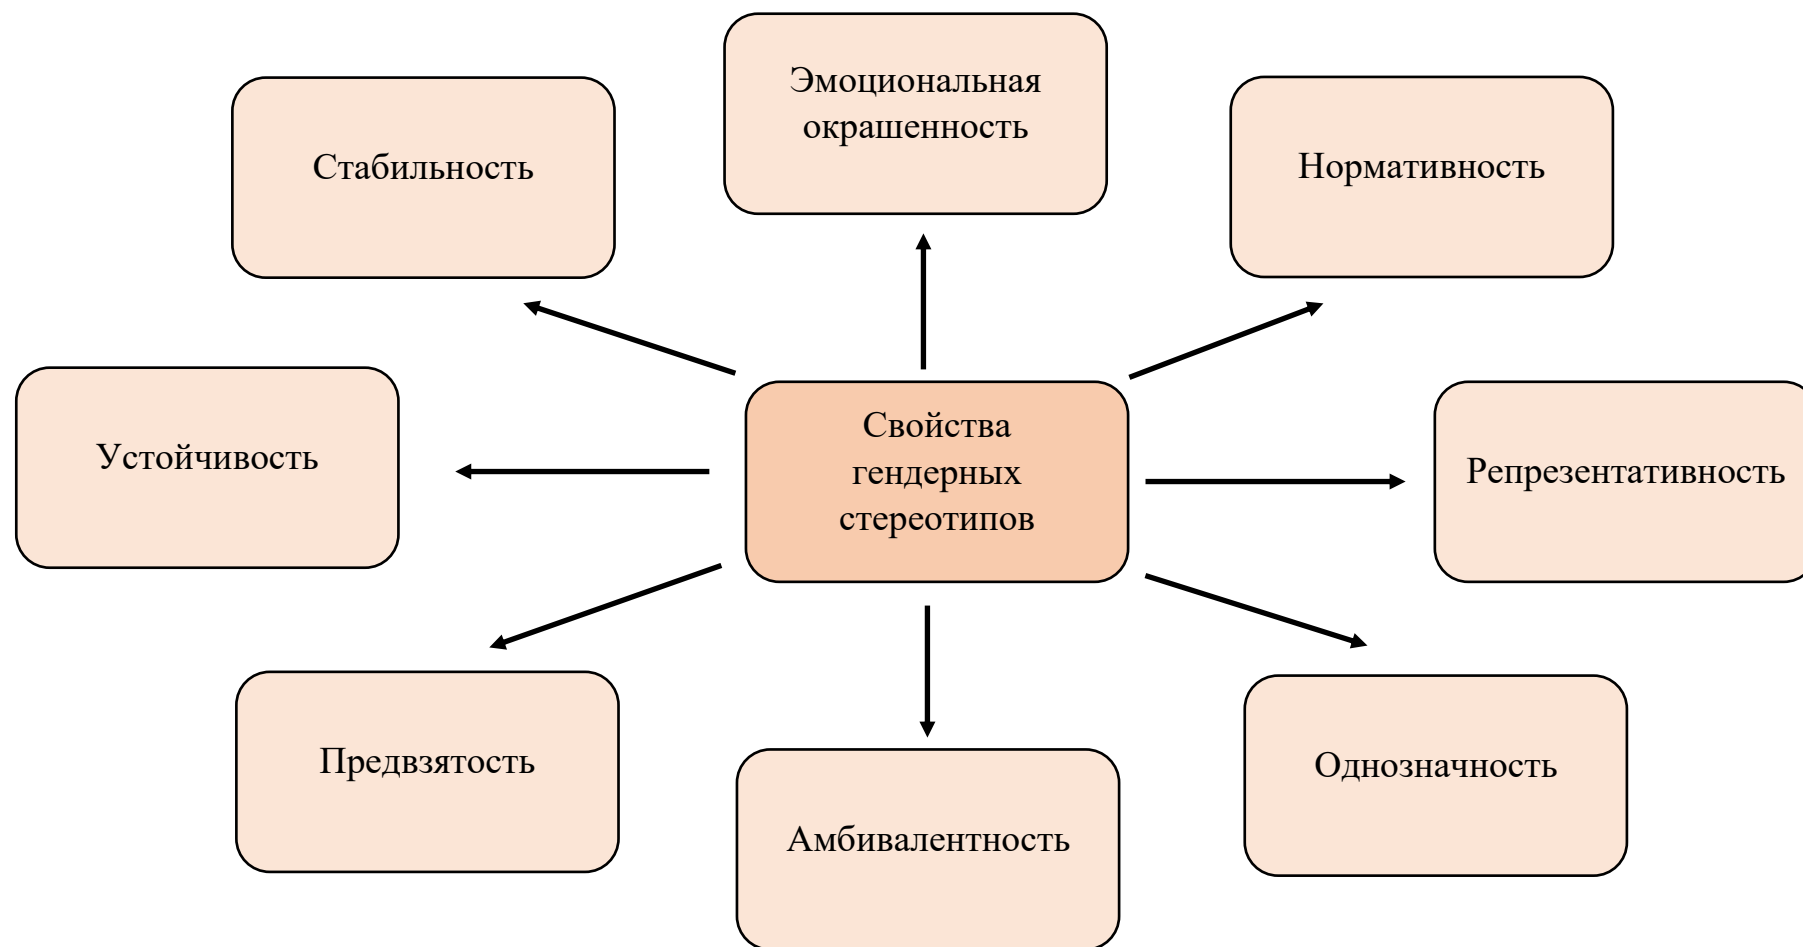 Эмоциональная
окрашенность
Стабильность
Нормативность
Свойства
гендерных
стереотипов
Устойчивость
Репрезентативность
Предвзятость
Однозначность
Амбивалентность